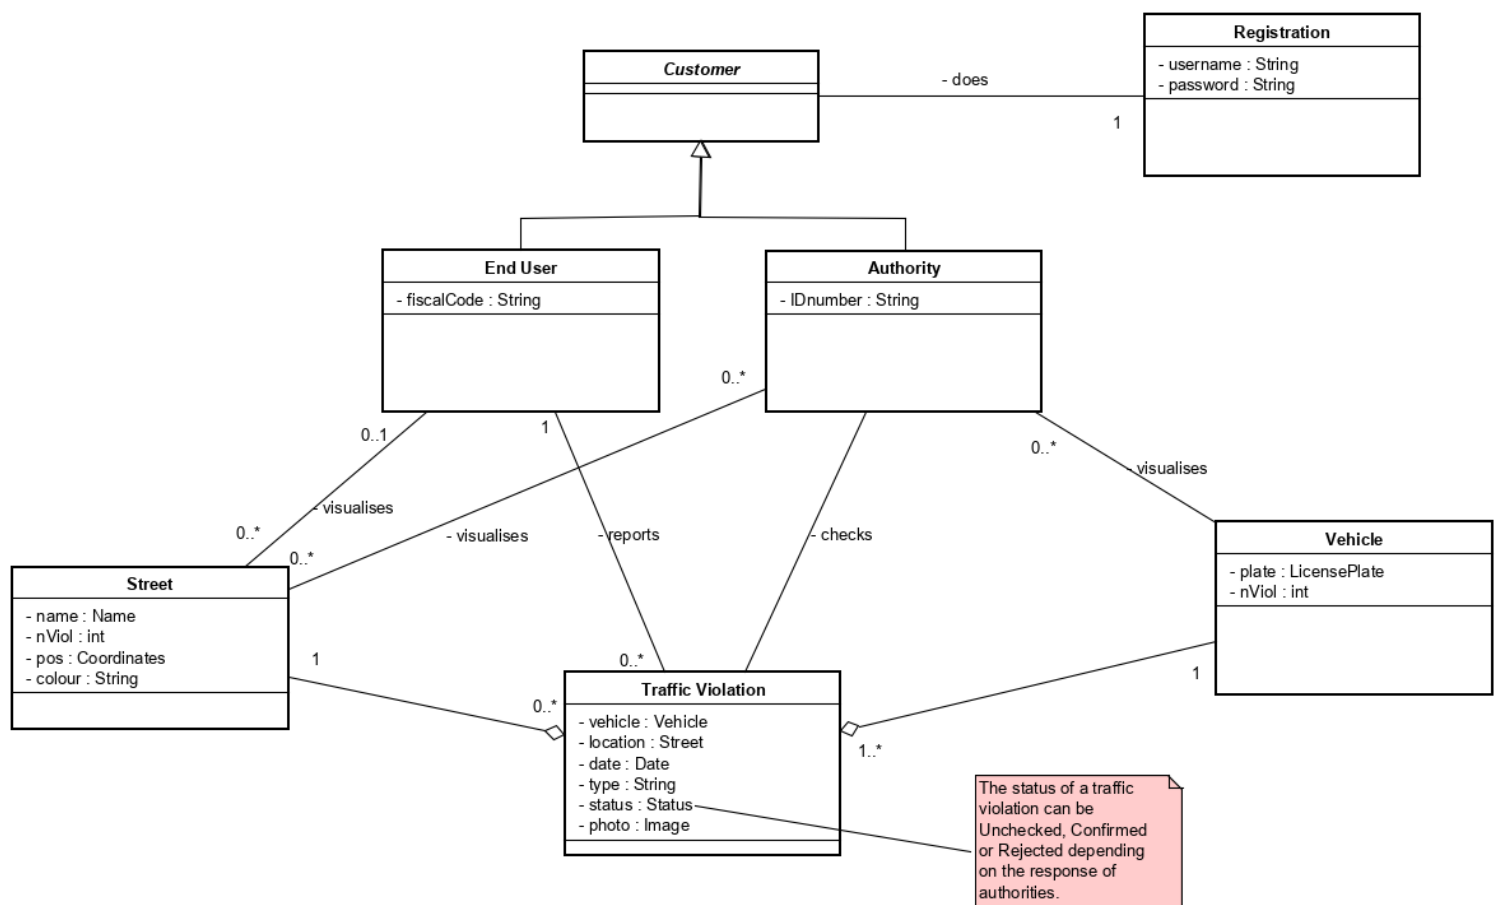 Registration
- username : String
- password : String
Customer
- does
1
End User
- fiscalCode : String
Authority
- IDnumber : String
0..*
0..1
1
0..*
- visualises
- visualises
0..*
0..*
- visualises
- reports
- checks
Street
- name : Name
- nViol : int
- pos : Coordinates
- colour : String
Vehicle
- plate : LicensePlate
- nViol : int
1
0..*
1
0..*
1..*
Traffic Violation
- vehicle : Vehicle
- location : Street
- date : Date
- type : String
- status : Status
- photo : Image
The status of a traffic
violation can be
Unchecked, Confirmed
or Rejected depending
on the response of
authorities.